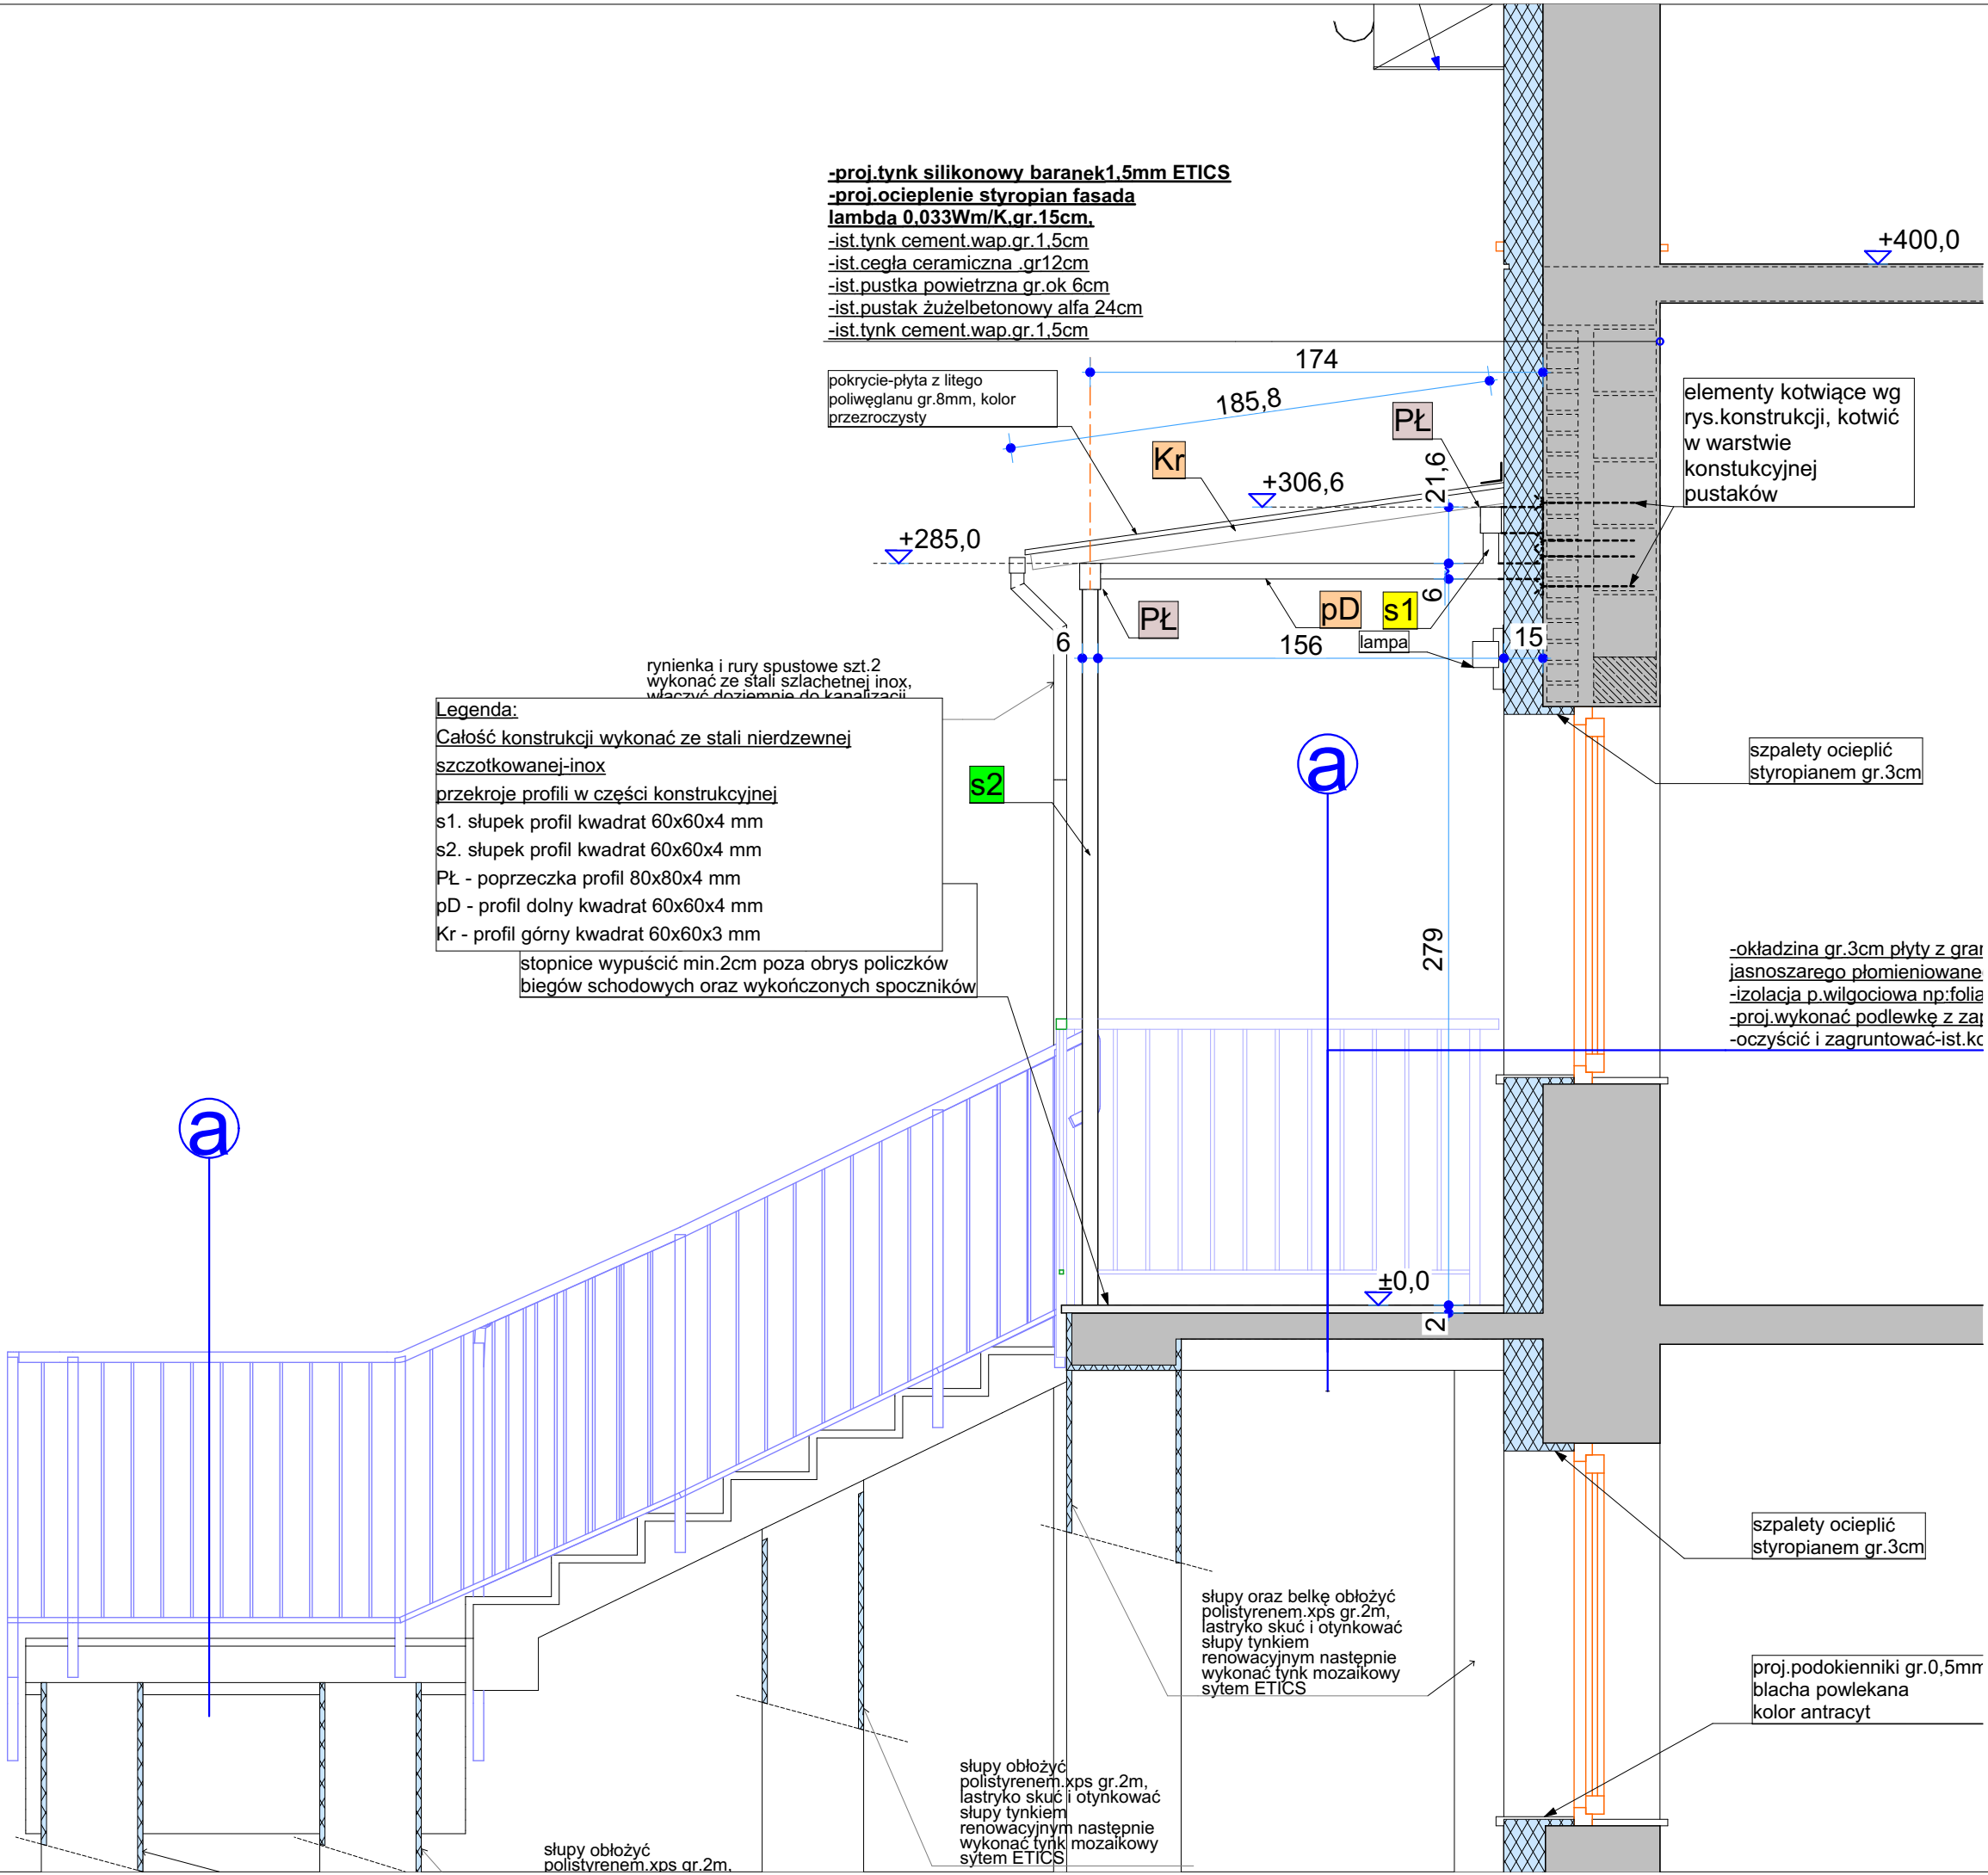 -proj.tynk silikonowy baranek1,5mm ETICS
-proj.ocieplenie styropian fasada
lambda 0,033Wm/K,gr.15cm,
-ist.tynk cement.wap.gr.1,5cm
-ist.cegła ceramiczna .gr12cm
-ist.pustka powietrzna gr.ok 6cm
-ist.pustak żużelbetonowy alfa 24cm
-ist.tynk cement.wap.gr.1,5cm
+400,0
174
pokrycie-płyta z litego
poliwęglanu gr.8mm, kolor
przezroczysty
185,8
PŁ
elementy kotwiące wg
rys.konstrukcji, kotwić
w warstwie
konstukcyjnej
pustaków
Kr
21,6
+306,6
+285,0
6
pD
s1
PŁ
6
156
lampa
15
rynienka i rury spustowe szt.2
wykonać ze stali szlachetnej inox,
włączyć doziemnie do kanalizacji
Legenda:
Całość konstrukcji wykonać ze stali nierdzewnej
szczotkowanej-inox
przekroje profili w części konstrukcyjnej
s1. słupek profil kwadrat 60x60x4 mm
s2. słupek profil kwadrat 60x60x4 mm
PŁ - poprzeczka profil 80x80x4 mm
pD - profil dolny kwadrat 60x60x4 mm
Kr - profil górny kwadrat 60x60x3 mm
s2
a
szpalety ocieplić
styropianem gr.3cm
stopnice wypuścić min.2cm poza obrys policzków
biegów schodowych oraz wykończonych spoczników
279
-okładzina gr.3cm płyty z
jasnoszarego
-izolacja p.wilgociowa np:folia
-proj.wykonać podlewkę z
-oczyścić i zagruntować-ist.
a
±0,0
2
szpalety ocieplić
styropianem gr.3cm
słupy oraz belkę obłożyć
polistyrenem.xps gr.2m,
lastryko skuć i otynkować
słupy tynkiem
renowacyjnym następnie
wykonać tynk mozaikowy
sytem ETICS
proj.podokienniki gr.0,5mm
blacha powlekana
kolor antracyt
słupy obłożyć
polistyrenem.xps gr.2m,
lastryko skuć i otynkować
słupy tynkiem
renowacyjnym następnie
wykonać tynk mozaikowy
sytem ETICS
słupy obłożyć
polistyrenem.xps gr.2m,